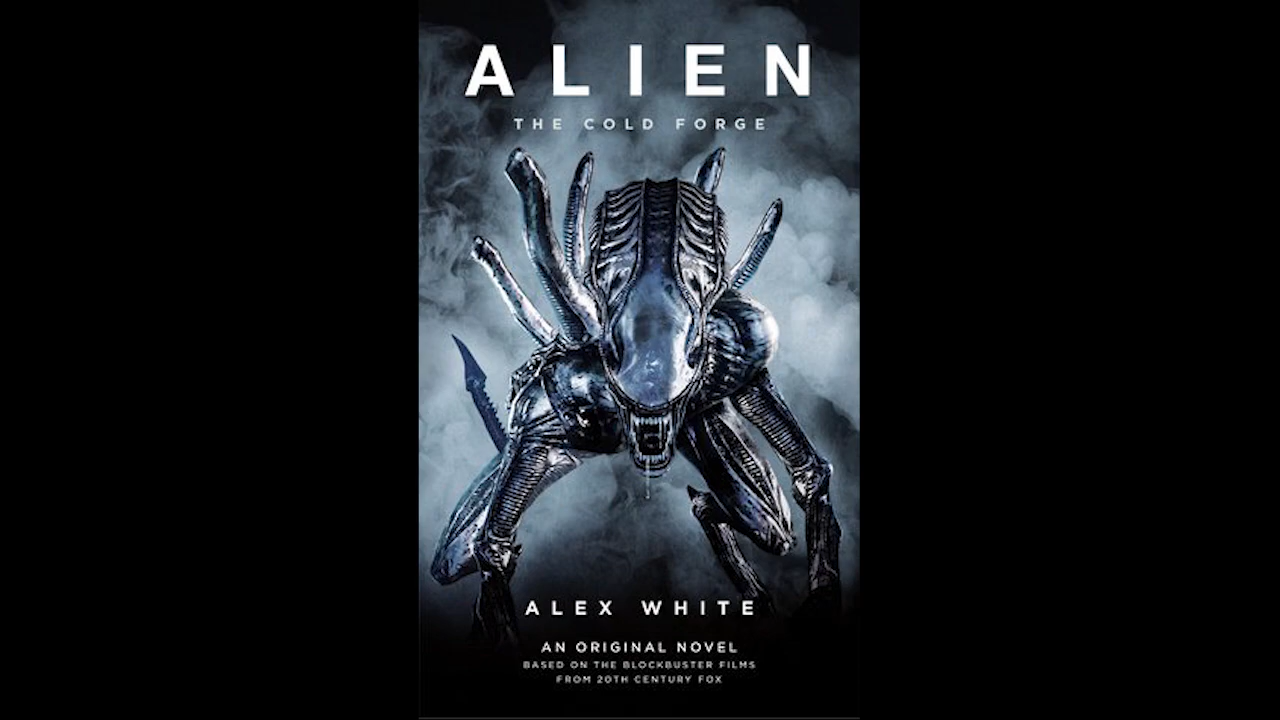 ALIEN
THE COLD FORGE
ALEX WHITE
AN ORIGINAL NOVEL
BASED ON THE BLOCKBUSTER FILMS
FROM 20TH CENTURY FOX